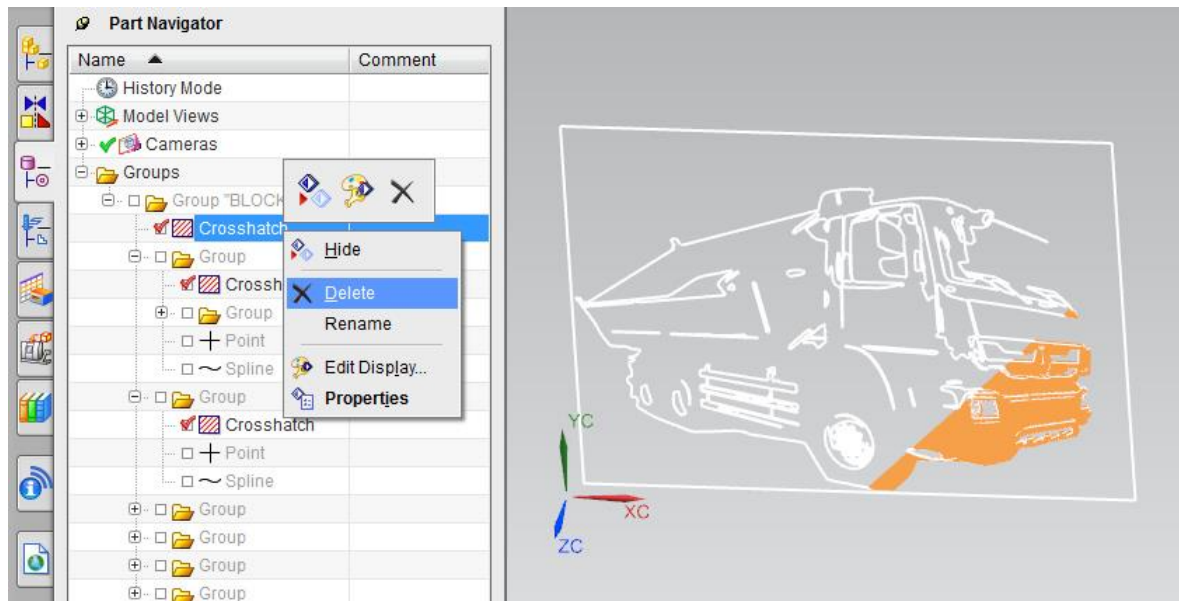 Part Navigator
Name Comment
History Mode
Model Views
Cameras
Groups
Group "BLOCK
Crosshatch
Hide
Group
Crossh
Delete
Group
Rename
Point
Spline
Edit Display...
Group
Properties
Crosshatch
Point
Spline
Group
Group
Group
Group
YC
XC
ZC